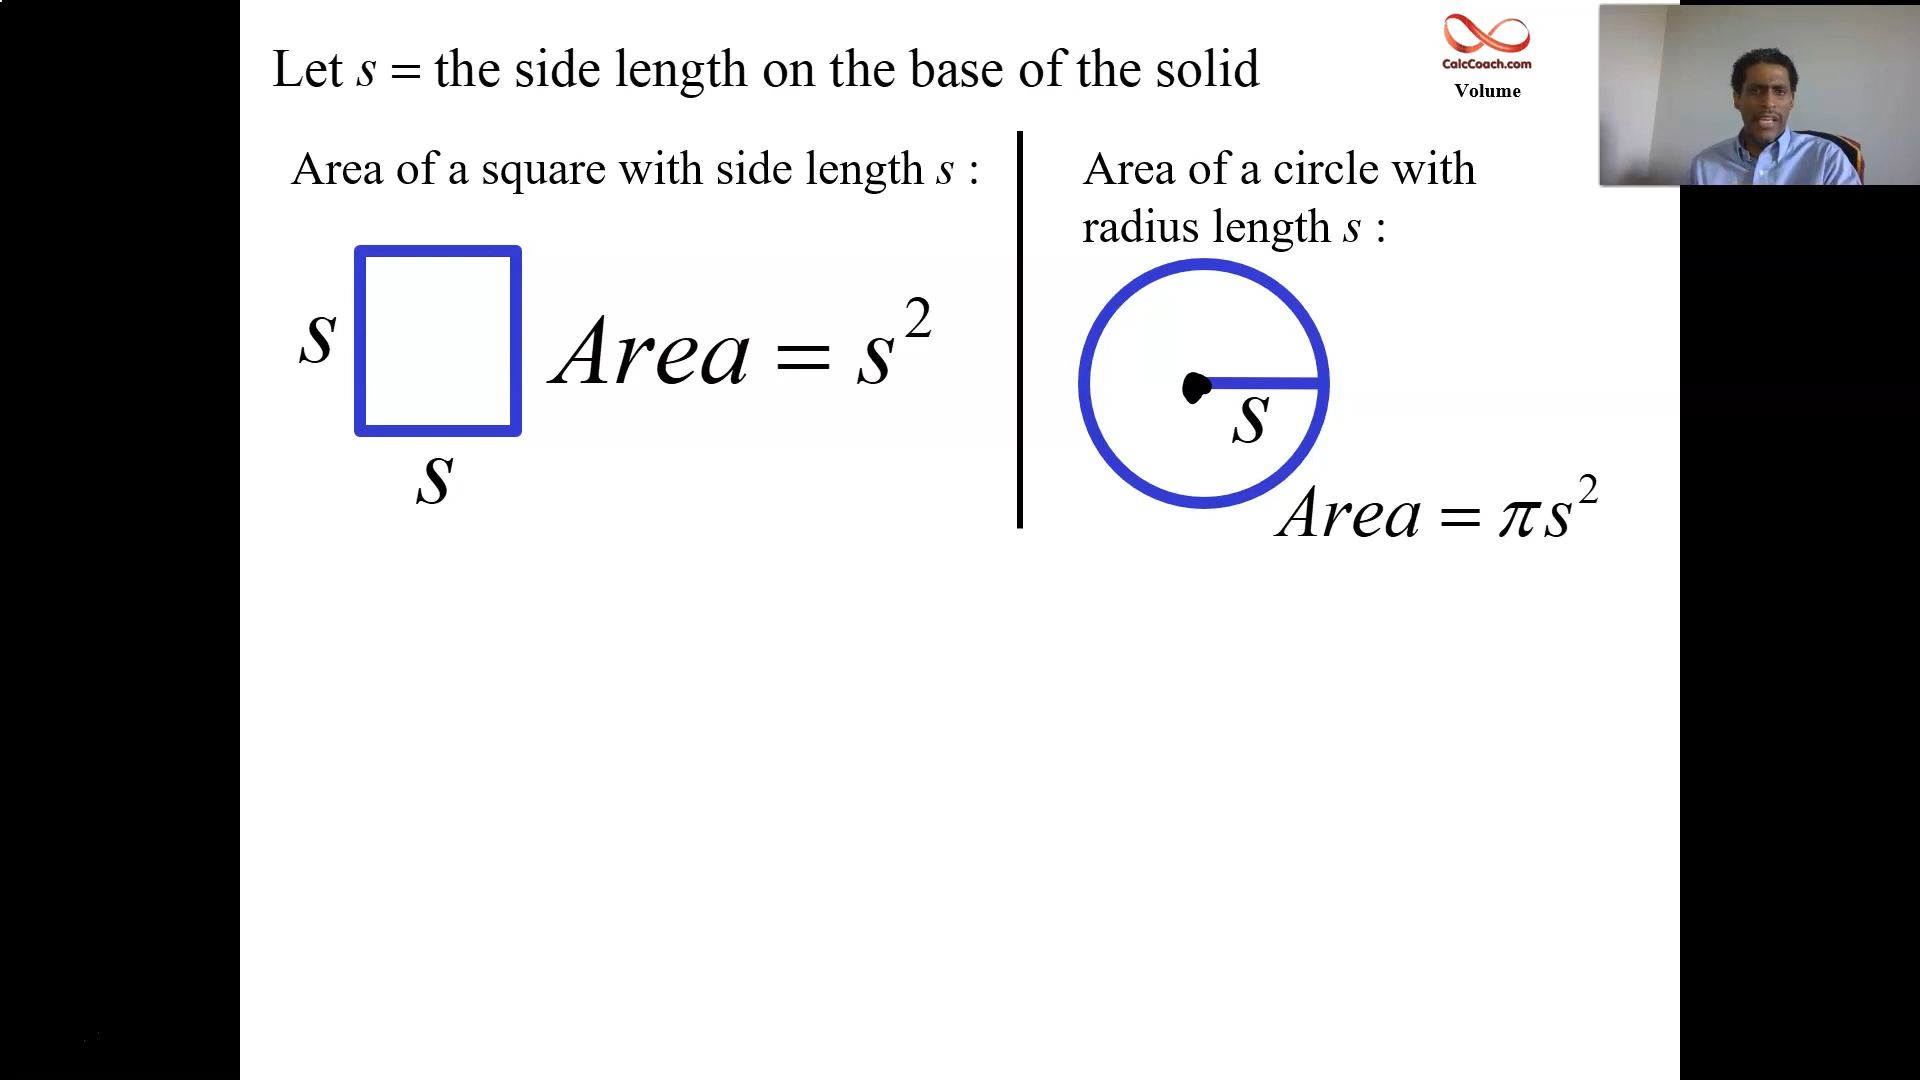 Let s = the side length on the base of the solid
CalcCoach.com
Volume
Area of a square with side length s :
s
Area = s²
s
Area of a circle with
radius length s :
s
Area = πs²